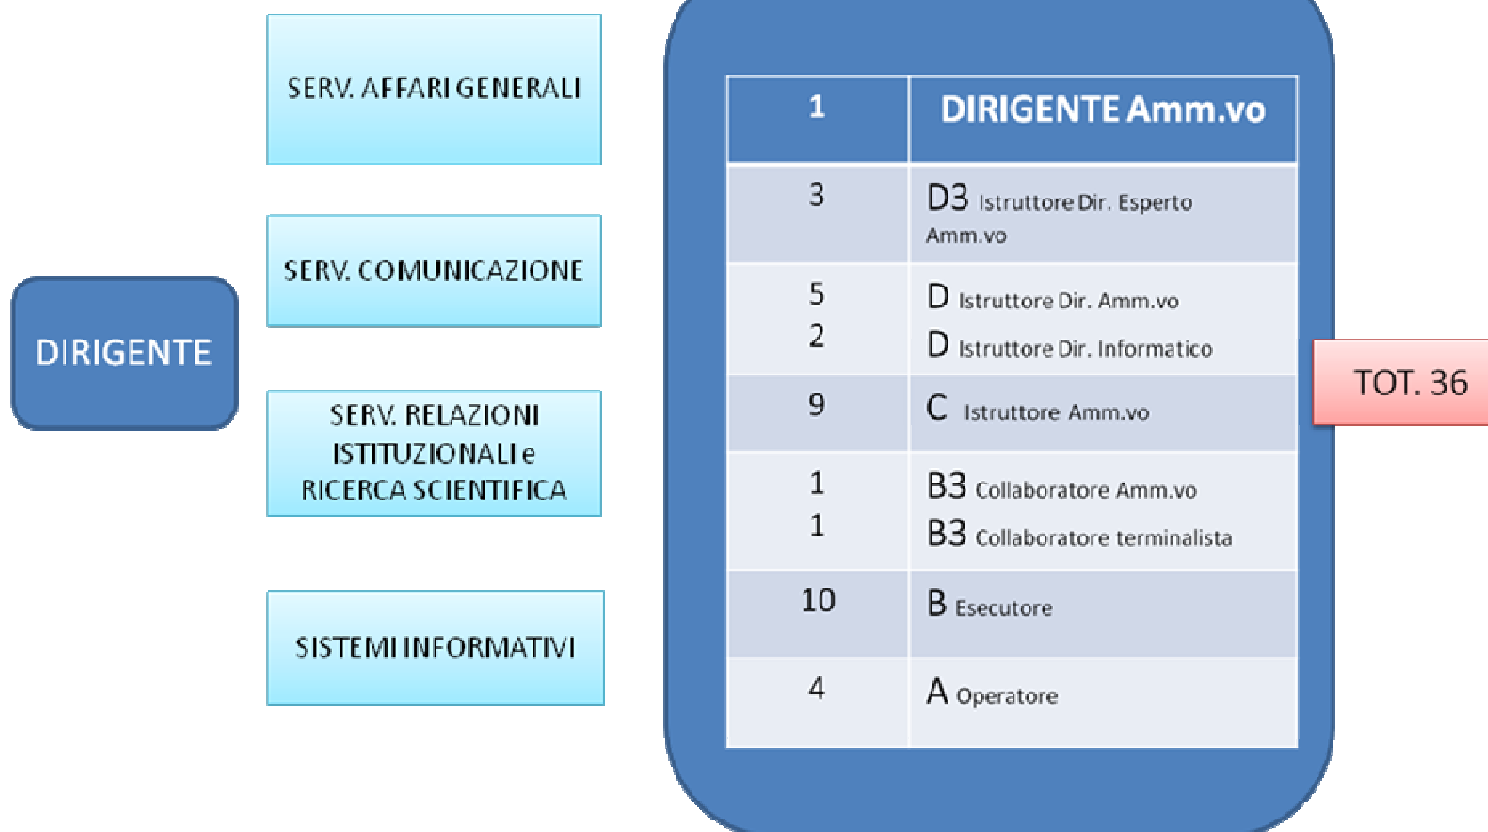 DIRIGENTE
SERV. AFFARI GENERALI
SERV. COMUNICAZIONE
SERV. RELAZIONI
ISTITUZIONALI e
RICERCA SCIENTIFICA
SISTEMI INFORMATIVI
1 DIRIGENTE Amm.vo
3 D3 Istruttore Dir. Esperto
Amm.vo
5 D Istruttore Dir. Amm.vo
2 D Istruttore Dir. Informatico
9 C Istruttore Amm.vo
1 B3 Collaboratore Amm.vo
1 B3 Collaboratore terminalista
10 B Esecutore
4 A Operatore
TOT. 36